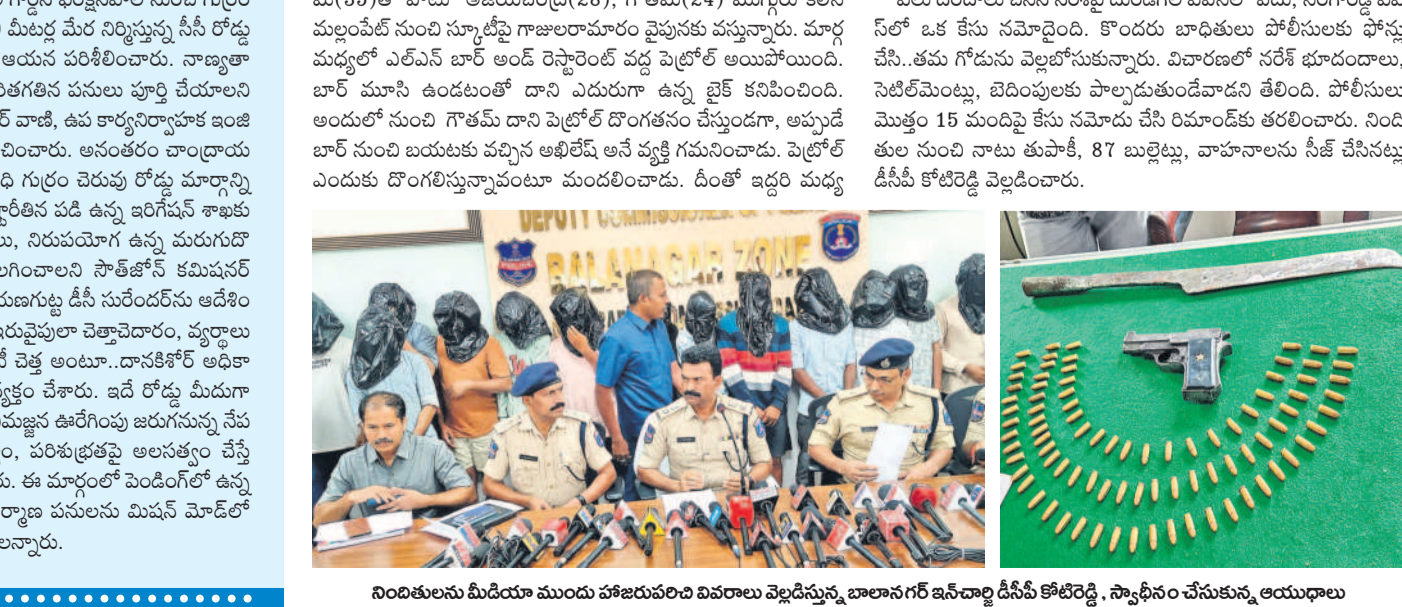 మీటర్ల మేర నిర్మిస్తున్న సీసీ రోడ్డు
ఆయన పరిశీలించారు. నాణ్యతా
పనులు పూర్తి చేయాలని
వాణి, ఉప కార్యనిర్వాహక ఇంజి
అనంతరం చాంద్రాయ
గుర్రం చెరువు రోడ్డు మార్గాన్ని
పడి ఉన్న ఇరిగేషన్ శాఖకు
నిరుపయోగ ఉన్న మరుగుదొ
సౌత్‌జోన్ కమిషనర్
డీసీ సురేందర్‌ను ఆదేశిం
చెత్తాచెదారం, వ్యర్థాలు
చెత్త అంటూ..దానకిశోర్ అధికా
చేశారు. ఇదే రోడ్డు మీదుగా
ఊరేగింపు జరుగనున్న నేప
పరిశుభ్రతపై అలసత్వం చేస్తే
ఈ మార్గంలో పెండింగ్‌లో ఉన్న
పనులను మిషన్ మోడ్‌లో
మల్లంపేట్ నుంచి స్కూటీపై గాజులరామారం వైపునకు వస్తున్నారు. మార్గ
మధ్యలో ఎల్ఎన్ బార్ అండ్ రెస్టారెంట్ వద్ద పెట్రోల్ అయిపోయింది.
బార్ మూసి ఉండటంతో దాని ఎదురుగా ఉన్న బైక్ కనిపించింది.
అందులో నుంచి గౌతమ్ దాని పెట్రోల్ దొంగతనం చేస్తుండగా, అప్పుడే
బార్ నుంచి బయటకు వచ్చిన అఖిలేష్ అనే వ్యక్తి గమనించాడు. పెట్రోల్
ఎందుకు దొంగలిస్తున్నావంటూ మందలించాడు. దీంతో ఇద్దరి మధ్య
స్‌లో ఒక కేసు నమోదైంది. కొందరు బాధితులు పోలీసులకు ఫోన్లు
చేసి..తమ గోడును వెల్లబోసుకున్నారు. విచారణలో నరేశ్ భూదందాలు,
సెటిల్‌మెంట్లు, బెదింపులకు పాల్పడుతుండేవాడని తేలింది. పోలీసులు
మొత్తం 15 మందిపై కేసు నమోదు చేసి రిమాండ్‌కు తరలించారు. నింది
తుల నుంచి నాటు తుపాకీ, 87 బుల్లెట్లు, వాహనాలను సీజ్ చేసినట్లు
డీసీపీ కోటిరెడ్డి వెల్లడించారు.
BALANAGAR ZONE
నిందితులను మీడియా ముందు హాజరుపరిచి వివరాలు వెల్లడిస్తున్న బాలానగర్ ఇన్‌చార్జి డీసీపీ కోటిరెడ్డి, స్వాధీనం చేసుకున్న ఆయుధాలు